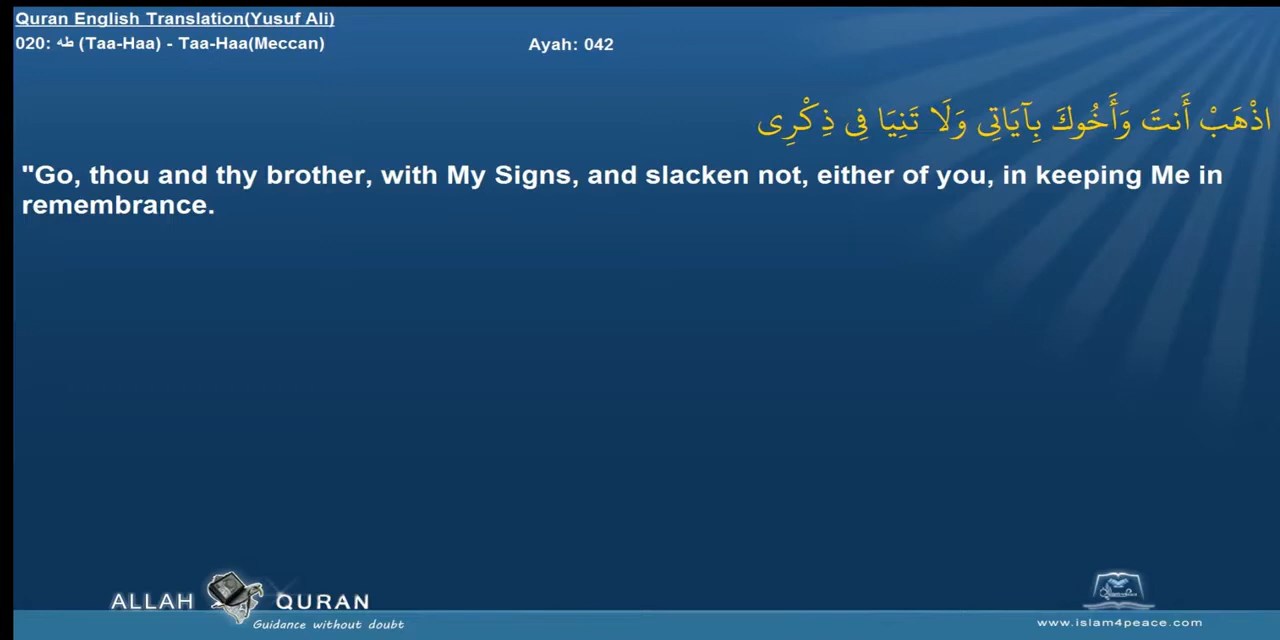 Quran English Translation(Yusuf Ali)
020: طه (Taa-Haa) - Taa-Haa(Meccan)
Ayah: 042
اذْهَبْ أَنتَ وَأَخُوكَ بِآيَاتِي وَلَا تَنِيَا فِي ذِكْرِي
"Go, thou and thy brother, with My Signs, and slacken not, either of you, in keeping Me in
remembrance.
ALLAH QURAN
Guidance without doubt
www.islam4peace.com